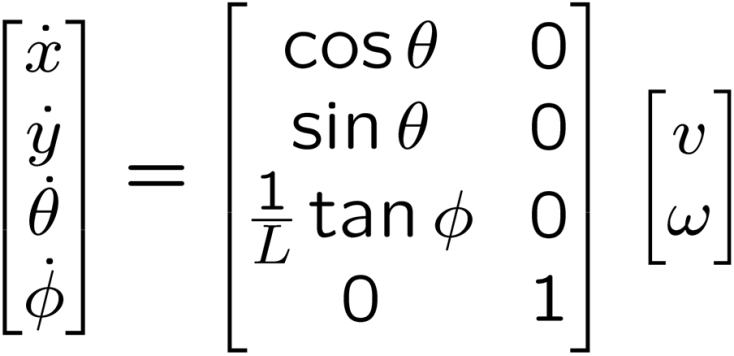 [ẋ ẏ θ̇ ϕ̇] = [cos θ 0
sin θ 0
1/L tan ϕ 0
0 1] [v ω]